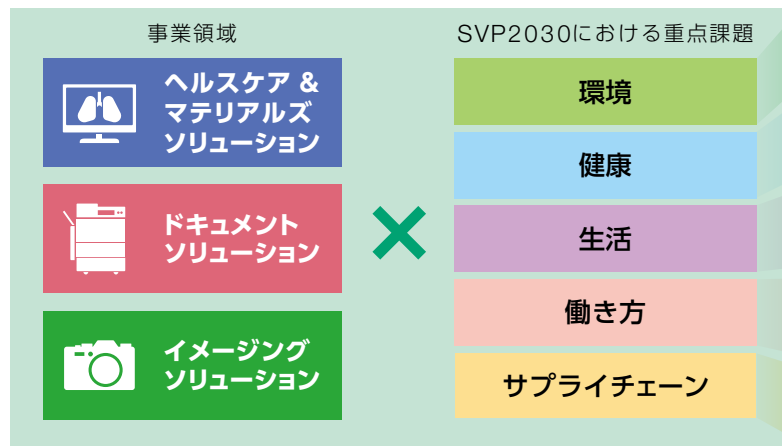 事業領域
ヘルスケア &
マテリアルズ
ソリューション
ドキュメント
ソリューション
イメージング
ソリューション
SVP2030における重点課題
環境
健康
生活
働き方
サプライチェーン